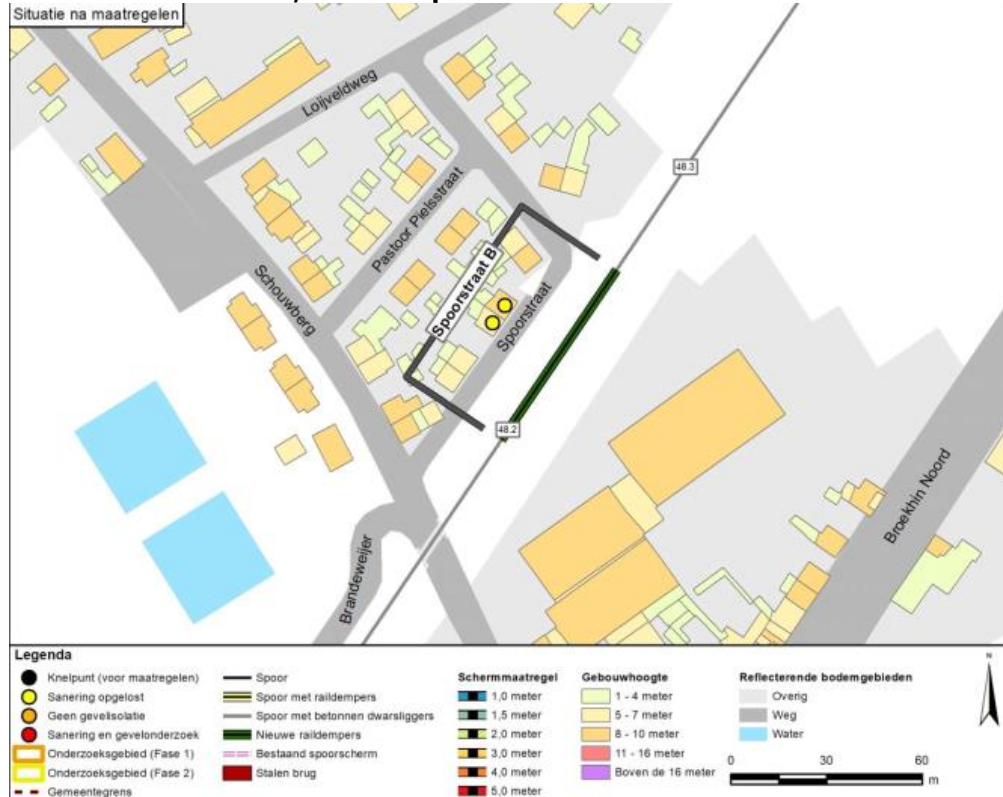 Situatie na maatregelen
Loijveldweg
48.3
Pastoor Pielsstraat
Schouwberg
Spoorstraat B
Spoorstraat
48.2
Brandeweijer
Broekhin Noord
Legenda
Knelpunt (voor maatregelen)
Sanering opgelost
Geen gevelisolatie
Sanering en gevelonderzoek
Onderzoeksgebied (Fase 1)
Onderzoeksgebied (Fase 2)
Gemeentegrens
Spoor
Spoor met raildempers
Spoor met betonnen dwarsliggers
Nieuwe raildempers
Bestaand spoorscherm
Stalen brug
Schermmaatregel
1,0 meter
1,5 meter
2,0 meter
3,0 meter
4,0 meter
5,0 meter
Gebouwhoogte
1 - 4 meter
5 - 7 meter
8 - 10 meter
11 - 16 meter
Boven de 16 meter
Reflecterende bodemgebieden
Overig
Weg
Water
N
0 30 60
m